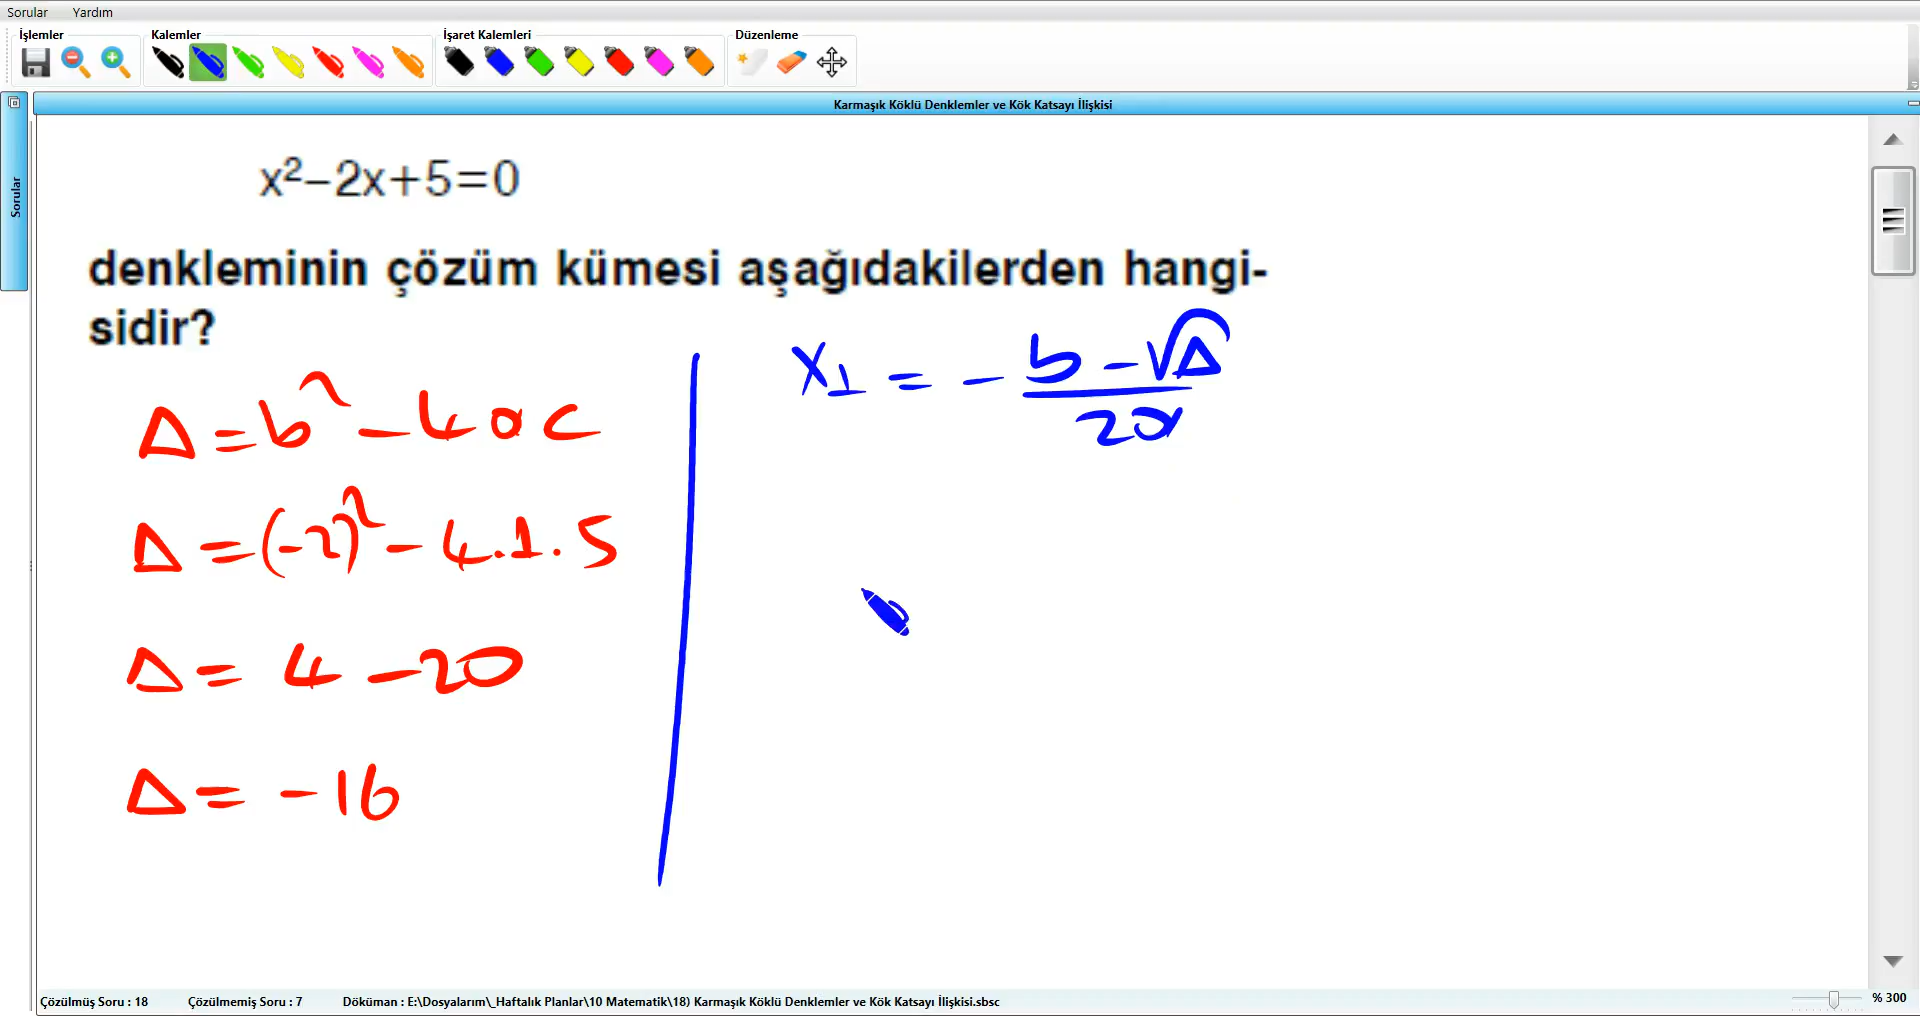 Sorular Yardım
İşlemler Kalemler İşaret Kalemleri Düzenleme
Karmaşık Köklü Denklemler ve Kök Katsayı İlişkisi
Sorular
x²−2x+5=0
denkleminin çözüm kümesi aşağıdakilerden hangi-
sidir?
Δ = b² − 4ac
Δ = (-2)² − 4.1.5
Δ = 4 − 20
Δ = −16
x₁ = − b − √Δ
2a
Çözülmüş Soru : 18 Çözülmemiş Soru : 7 Döküman : E:\Dosyalarım\_Haftalık Planlar\10 Matematik\18) Karmaşık Köklü Denklemler ve Kök Katsayı İlişkisi.sbsc % 300